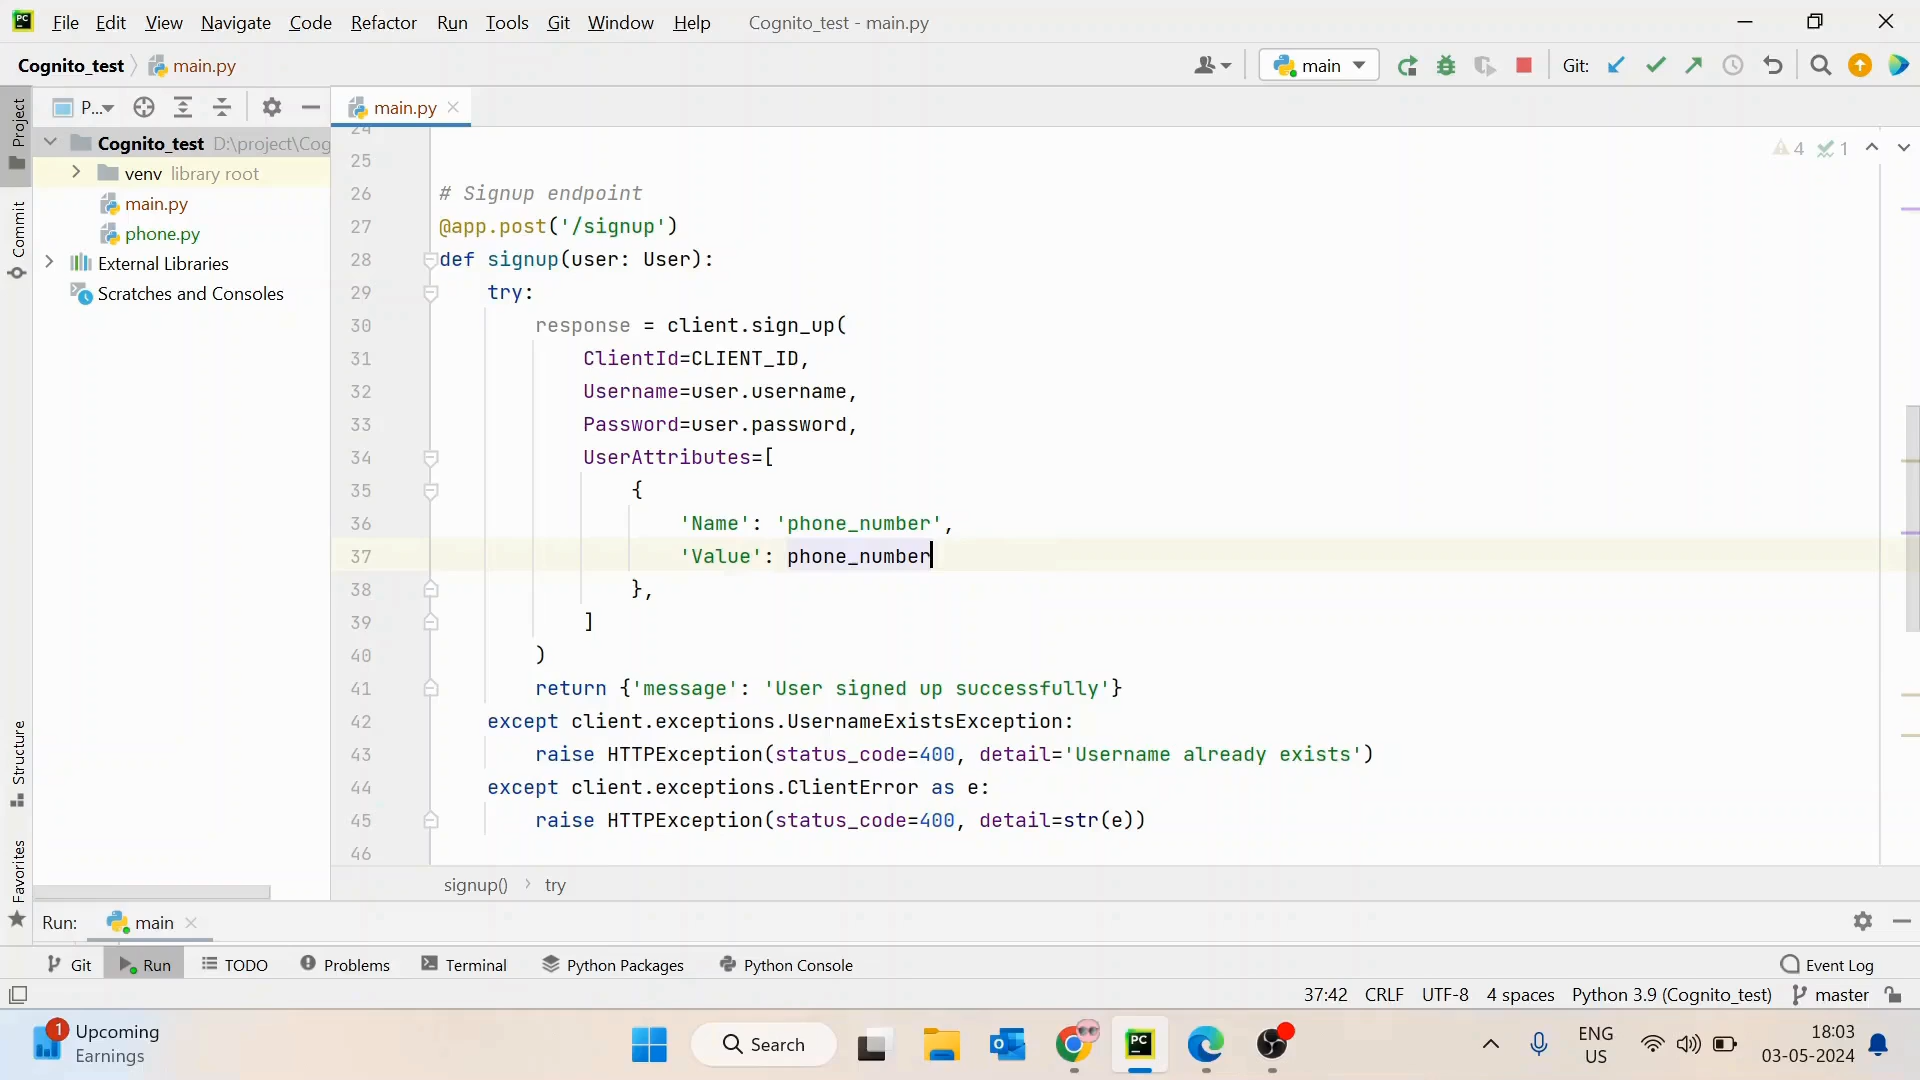 File Edit View Navigate Code Refactor Run Tools Git Window Help Cognito_test - main.py
Cognito_test main.py main Git:
P... main.py
Project
Commit
Structure
Favorites
Cognito_test D:\project\Cog
venv library root
main.py
phone.py
External Libraries
Scratches and Consoles
4 1
24
25
26 # Signup endpoint
27 @app.post('/signup')
28 def signup(user: User):
29 try:
30 response = client.sign_up(
31 ClientId=CLIENT_ID,
32 Username=user.username,
33 Password=user.password,
34 UserAttributes=[
35 {
36 'Name': 'phone_number',
37 'Value': phone_number
38 },
39 ]
40 )
41 return {'message': 'User signed up successfully'}
42 except client.exceptions.UsernameExistsException:
43 raise HTTPException(status_code=400, detail='Username already exists')
44 except client.exceptions.ClientError as e:
45 raise HTTPException(status_code=400, detail=str(e))
46
signup() › try
Run: main
Git Run TODO Problems Terminal Python Packages Python Console Event Log
37:42 CRLF UTF-8 4 spaces Python 3.9 (Cognito_test) master
1 Upcoming
Earnings
Search
PC
ENG
US
18:03
03-05-2024